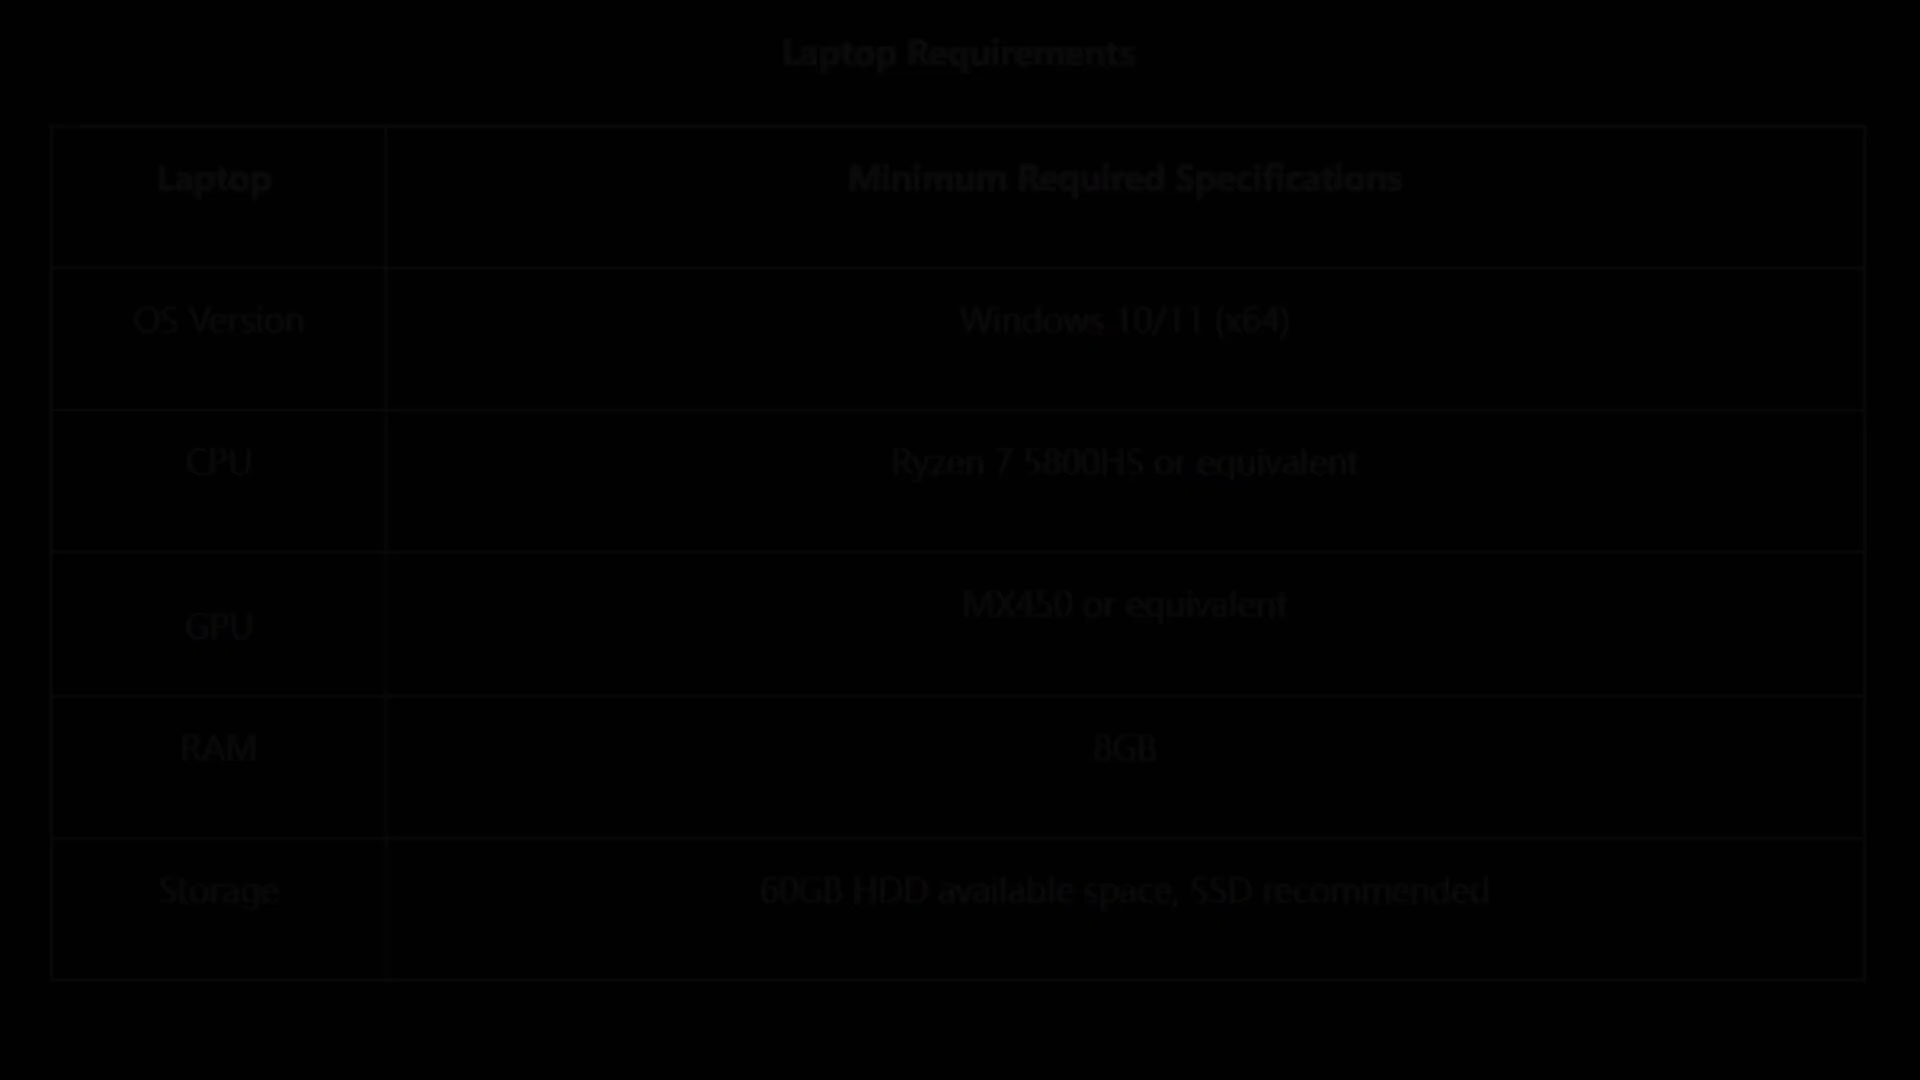 Laptop Requirements
Laptop
Minimum Required Specifications
OS Version
Windows 10/11 (x64)
CPU
Ryzen 7 5800HS or equivalent
GPU
MX450 or equivalent
RAM
8GB
Storage
60GB HDD available space, SSD recommended